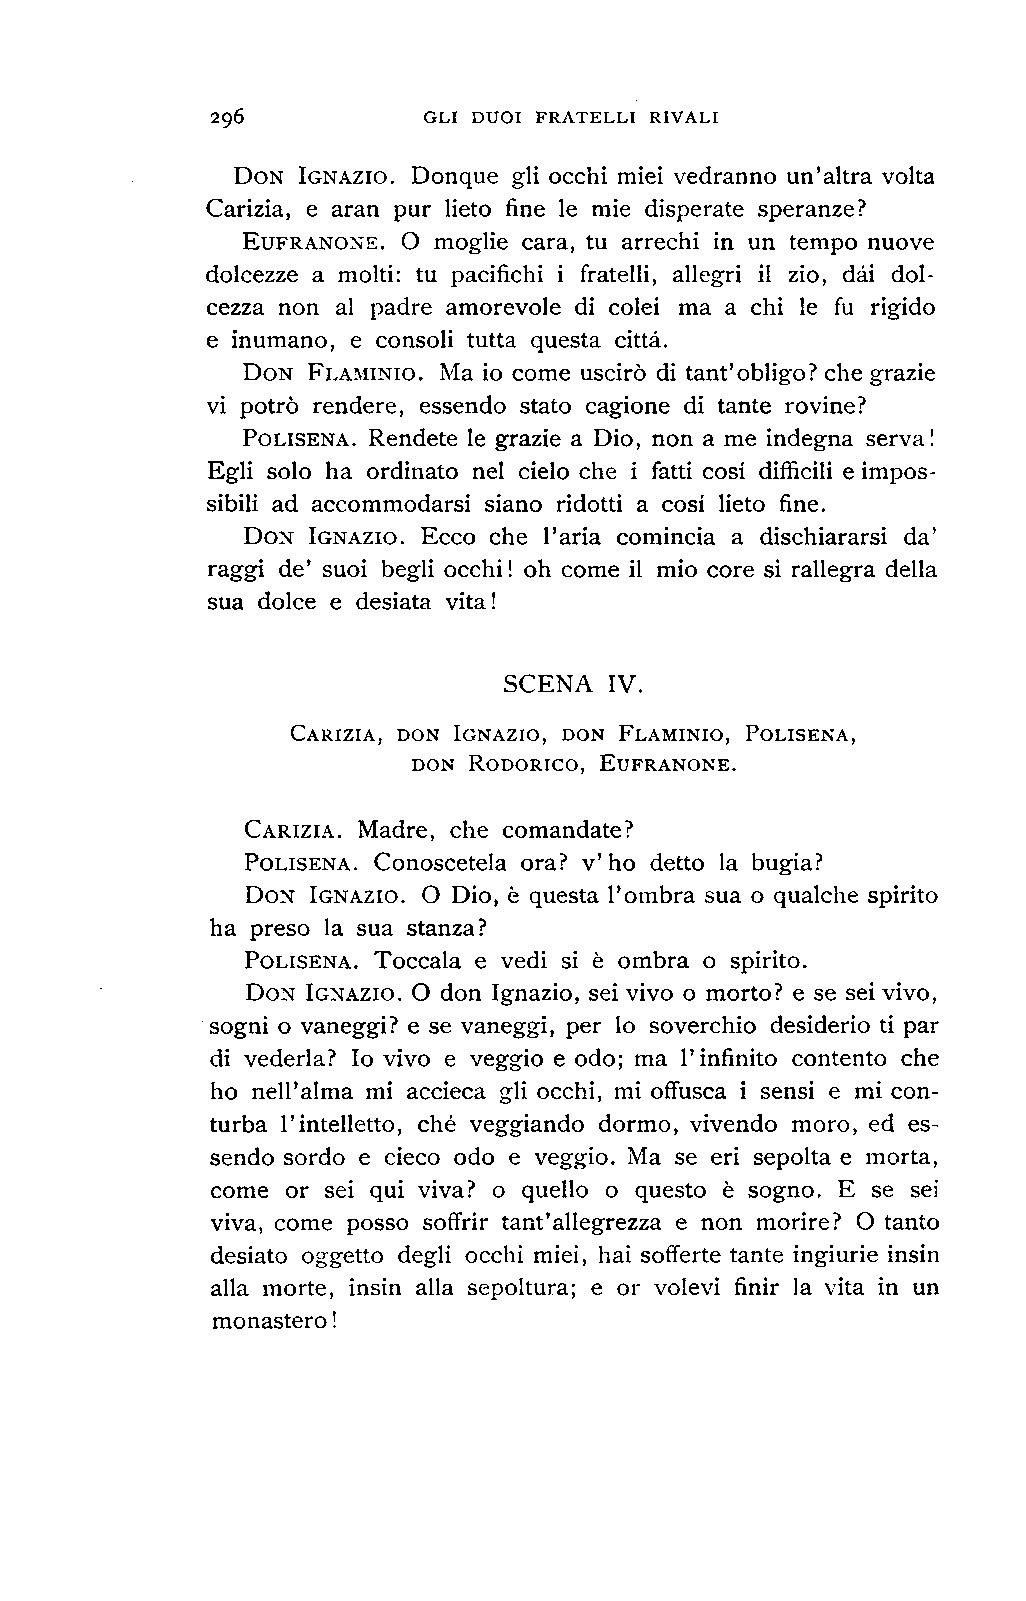 296 GLI DUOI FRATELLI RIVALI
Don Ignazio. Donque gli occhi miei vedranno un'altra volta
Carizia, e aran pur lieto fine le mie disperate speranze?
Eufranone. O moglie cara, tu arrechi in un tempo nuove
dolcezze a molti: tu pacifichi i fratelli, allegri il zio, dái dol-
cezza non al padre amorevole di colei ma a chi le fu rigido
e inumano, e consoli tutta questa cittá.
Don Flaminio. Ma io come uscirò di tant'obligo? che grazie
vi potrò rendere, essendo stato cagione di tante rovine?
Polisena. Rendete le grazie a Dio, non a me indegna serva!
Egli solo ha ordinato nel cielo che i fatti cosí difficili e impos-
sibili ad accommodarsi siano ridotti a cosí lieto fine.
Don Ignazio. Ecco che l'aria comincia a dischiararsi da'
raggi de' suoi begli occhi! oh come il mio core si rallegra della
sua dolce e desiata vita!
SCENA IV.
Carizia, don Ignazio, don Flaminio, Polisena,
don Rodorico, Eufranone.
Carizia. Madre, che comandate?
Polisena. Conoscetela ora? v'ho detto la bugia?
Don Ignazio. O Dio, è questa l'ombra sua o qualche spirito
ha preso la sua stanza?
Polisena. Toccala e vedi si è ombra o spirito.
Don Ignazio. O don Ignazio, sei vivo o morto? e se sei vivo,
sogni o vaneggi? e se vaneggi, per lo soverchio desiderio ti par
di vederla? Io vivo e veggio e odo; ma l'infinito contento che
ho nell'alma mi accieca gli occhi, mi offusca i sensi e mi con-
turba l'intelletto, ché veggiando dormo, vivendo moro, ed es-
sendo sordo e cieco odo e veggio. Ma se eri sepolta e morta,
come or sei qui viva? o quello o questo è sogno. E se sei
viva, come posso soffrir tant'allegrezza e non morire? O tanto
desiato oggetto degli occhi miei, hai sofferte tante ingiurie insin
alla morte, insin alla sepoltura; e or volevi finir la vita in un
monastero!